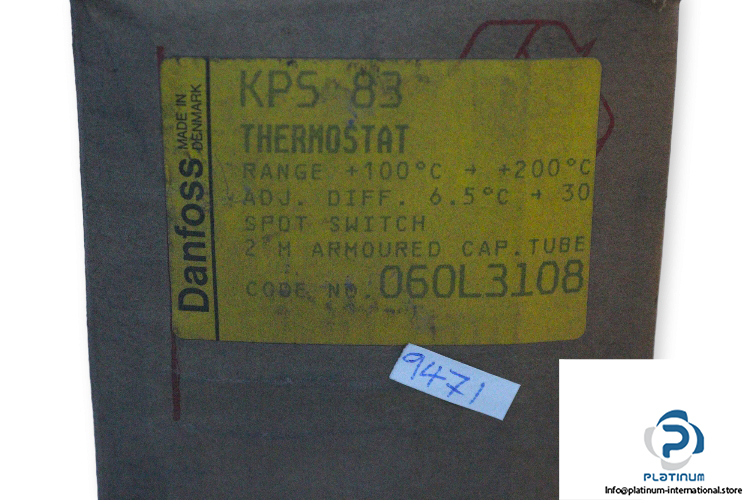 KPS 83
THERMOSTAT
RANGE +100°C → +200°C
ADJ. DIFF. 6.5°C → 30
SPDT SWITCH
2 M ARMOURED CAP. TUBE
CODE NO. 060L3108
Danfoss
MADE IN
DENMARK
9471
PLATINUM
Info@platinum-international.store